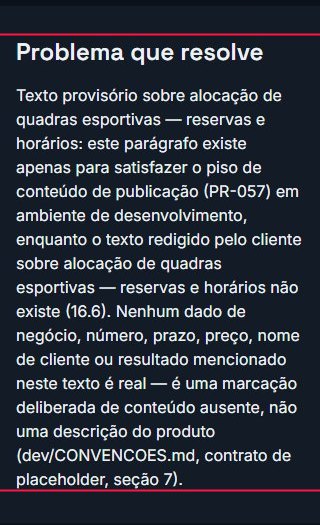 Problema que resolve
Texto provisório sobre alocação de
quadras esportivas — reservas e
horários: este parágrafo existe
apenas para satisfazer o piso de
conteúdo de publicação (PR-057) em
ambiente de desenvolvimento,
enquanto o texto redigido pelo cliente
sobre alocação de quadras
esportivas — reservas e horários não
existe (16.6). Nenhum dado de
negócio, número, prazo, preço, nome
de cliente ou resultado mencionado
neste texto é real — é uma marcação
deliberada de conteúdo ausente, não
uma descrição do produto
(dev/CONVENCOES.md, contrato de
placeholder, seção 7).